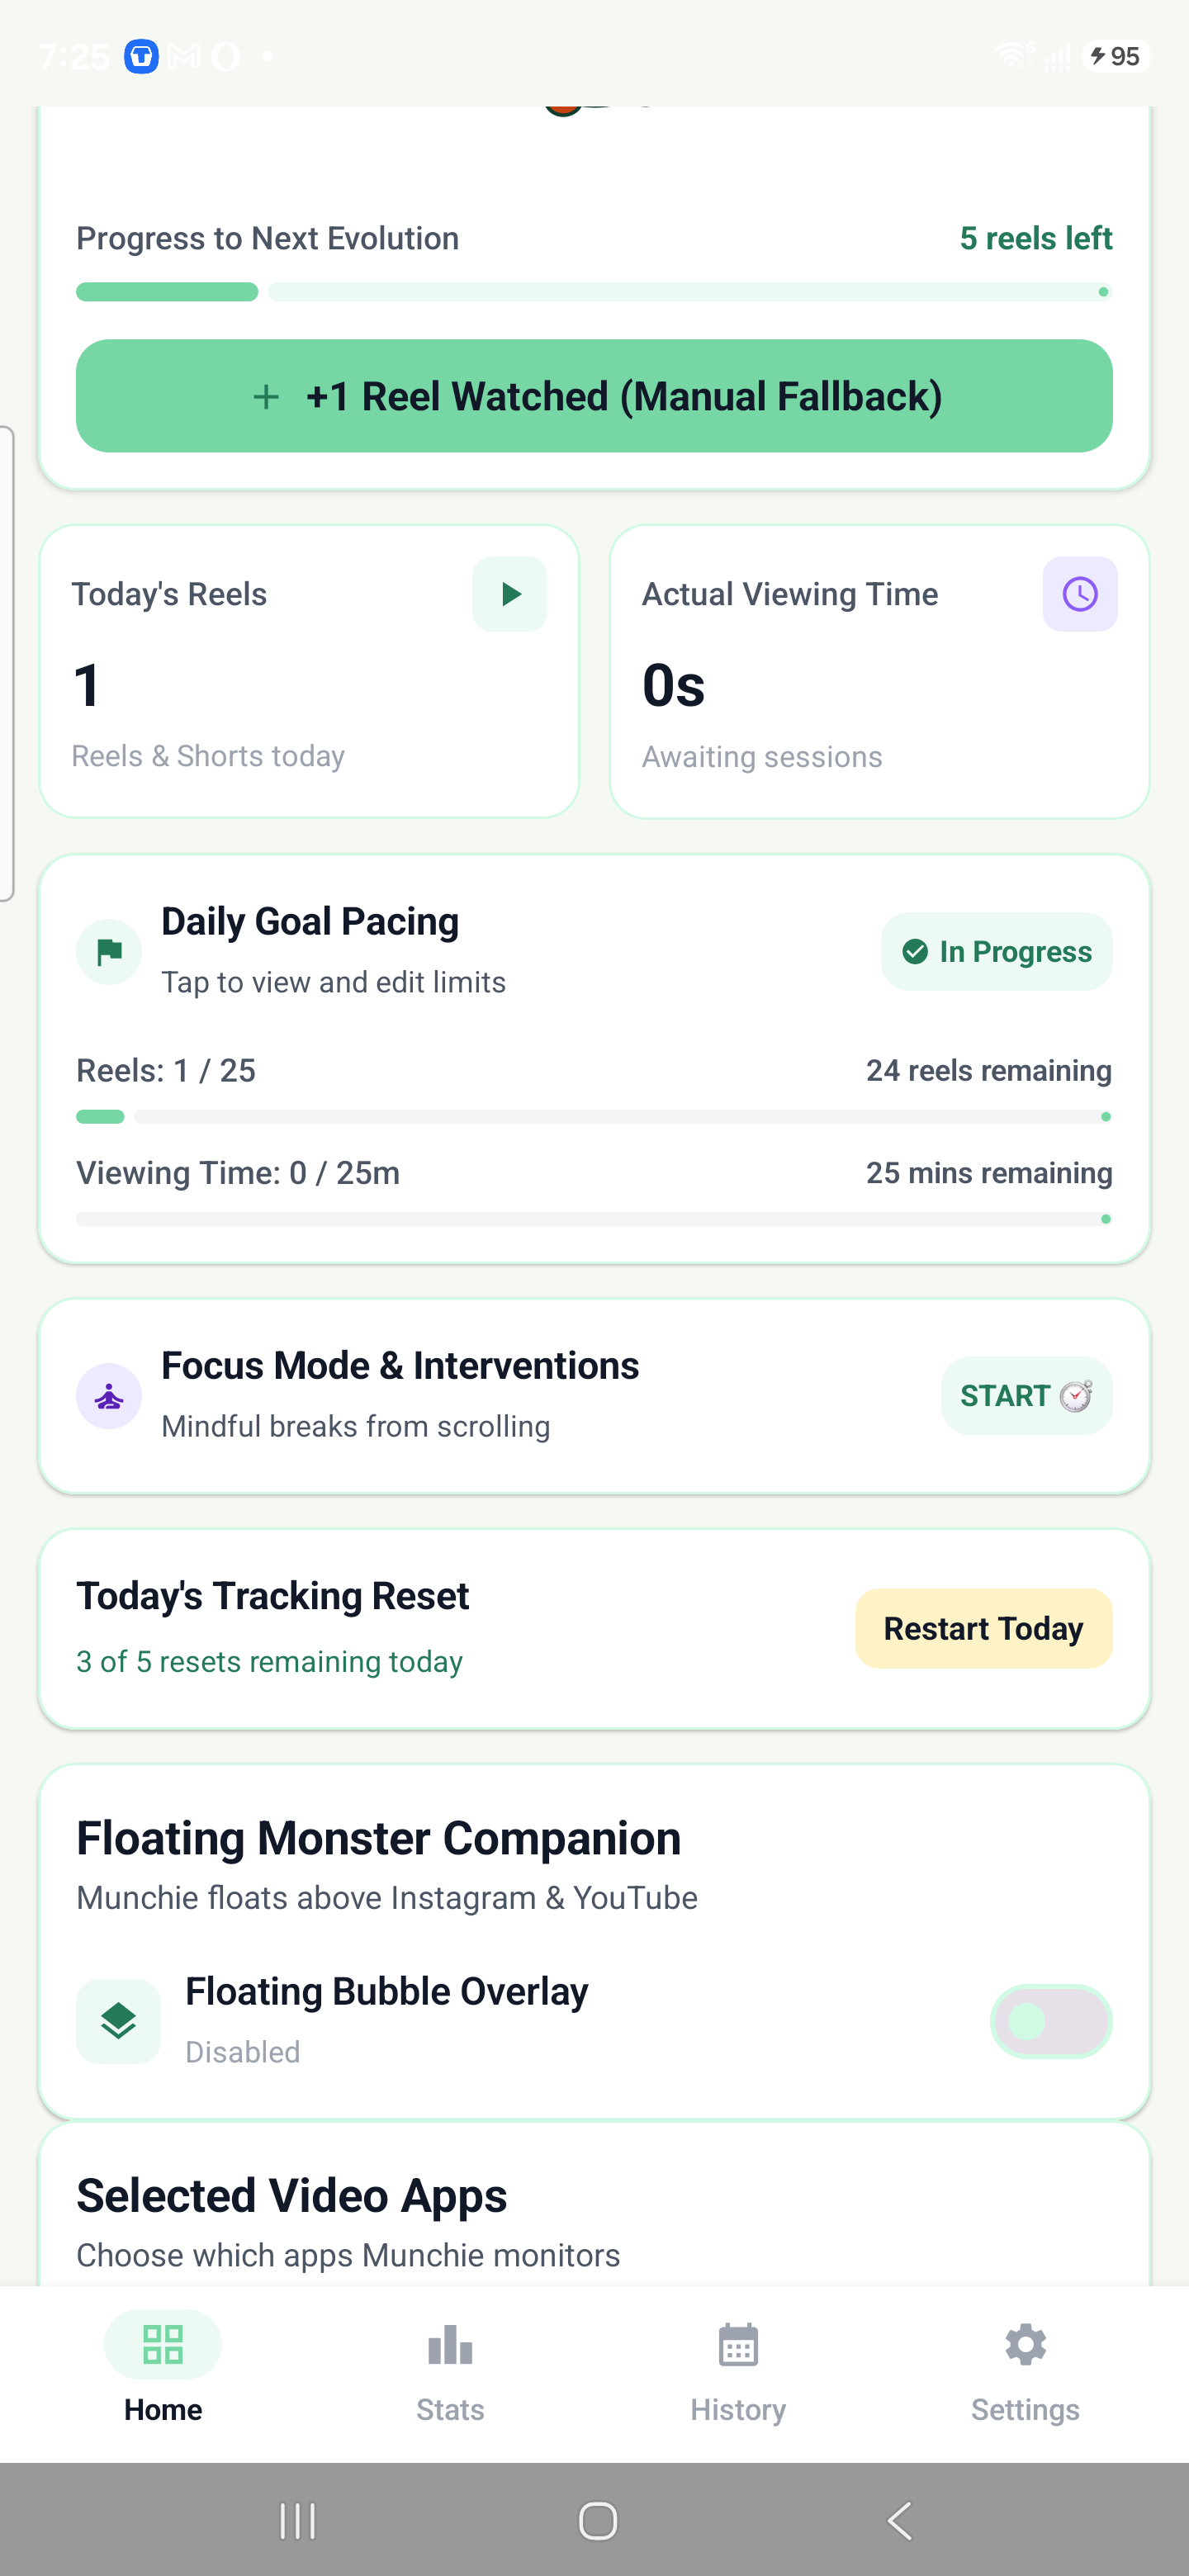 7:25
95
Progress to Next Evolution
5 reels left
+ +1 Reel Watched (Manual Fallback)
Today's Reels
1
Reels & Shorts today
Actual Viewing Time
0s
Awaiting sessions
Daily Goal Pacing
Tap to view and edit limits
In Progress
Reels: 1 / 25
24 reels remaining
Viewing Time: 0 / 25m
25 mins remaining
Focus Mode & Interventions
Mindful breaks from scrolling
START
Today's Tracking Reset
3 of 5 resets remaining today
Restart Today
Floating Monster Companion
Munchie floats above Instagram & YouTube
Floating Bubble Overlay
Disabled
Selected Video Apps
Choose which apps Munchie monitors
Home
Stats
History
Settings